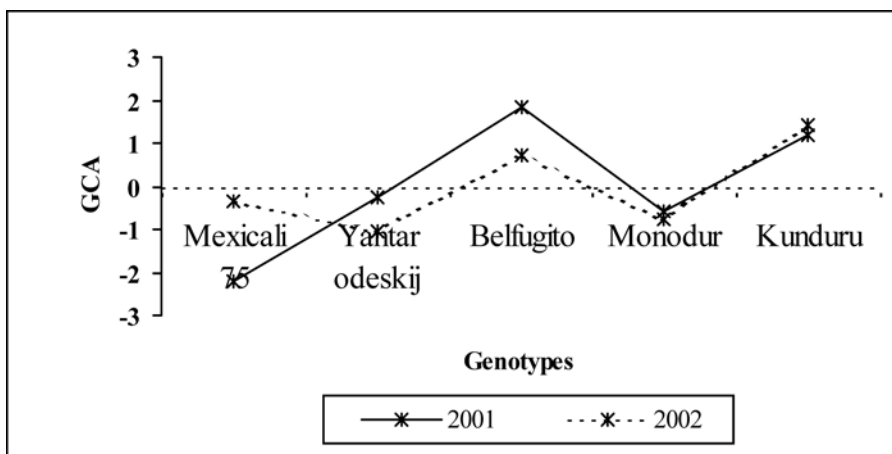 3
2
1
0
-1
-2
-3
GCA
Mexicali 75
Yantar odeskij
Belfugito
Monodur
Kunduru
Genotypes
2001
2002